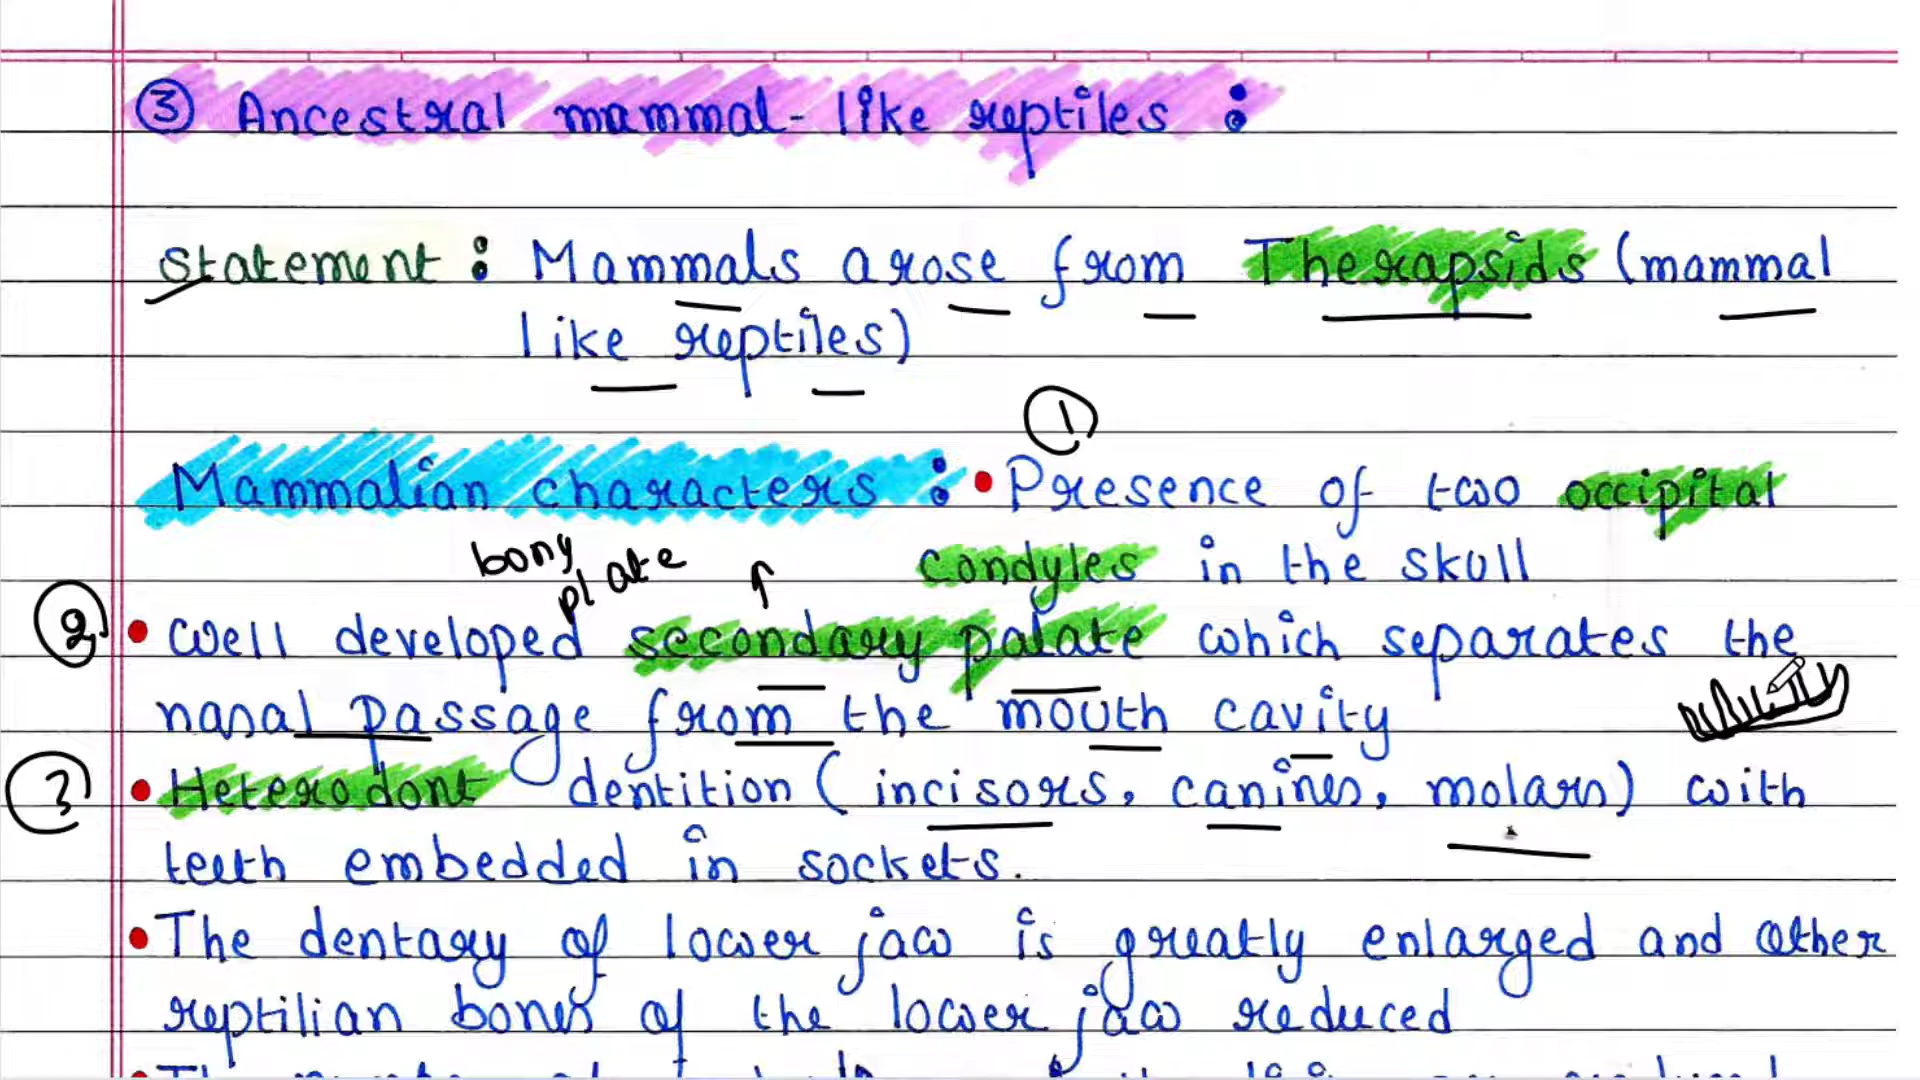 ③ Ancestral mammal-like reptiles :
Statement : Mammals arose from Therapsids (mammal
like reptiles)
①
Mammalian characters : • Presence of two occipital
condyles in the skull
bony
plate
② • Well developed secondary palate which separates the
nasal passage from the mouth cavity
③ • Heterodont dentition (incisors, canines, molars) with
teeth embedded in sockets.
• The dentary of lower jaw is greatly enlarged and other
reptilian bones of the lower jaw reduced